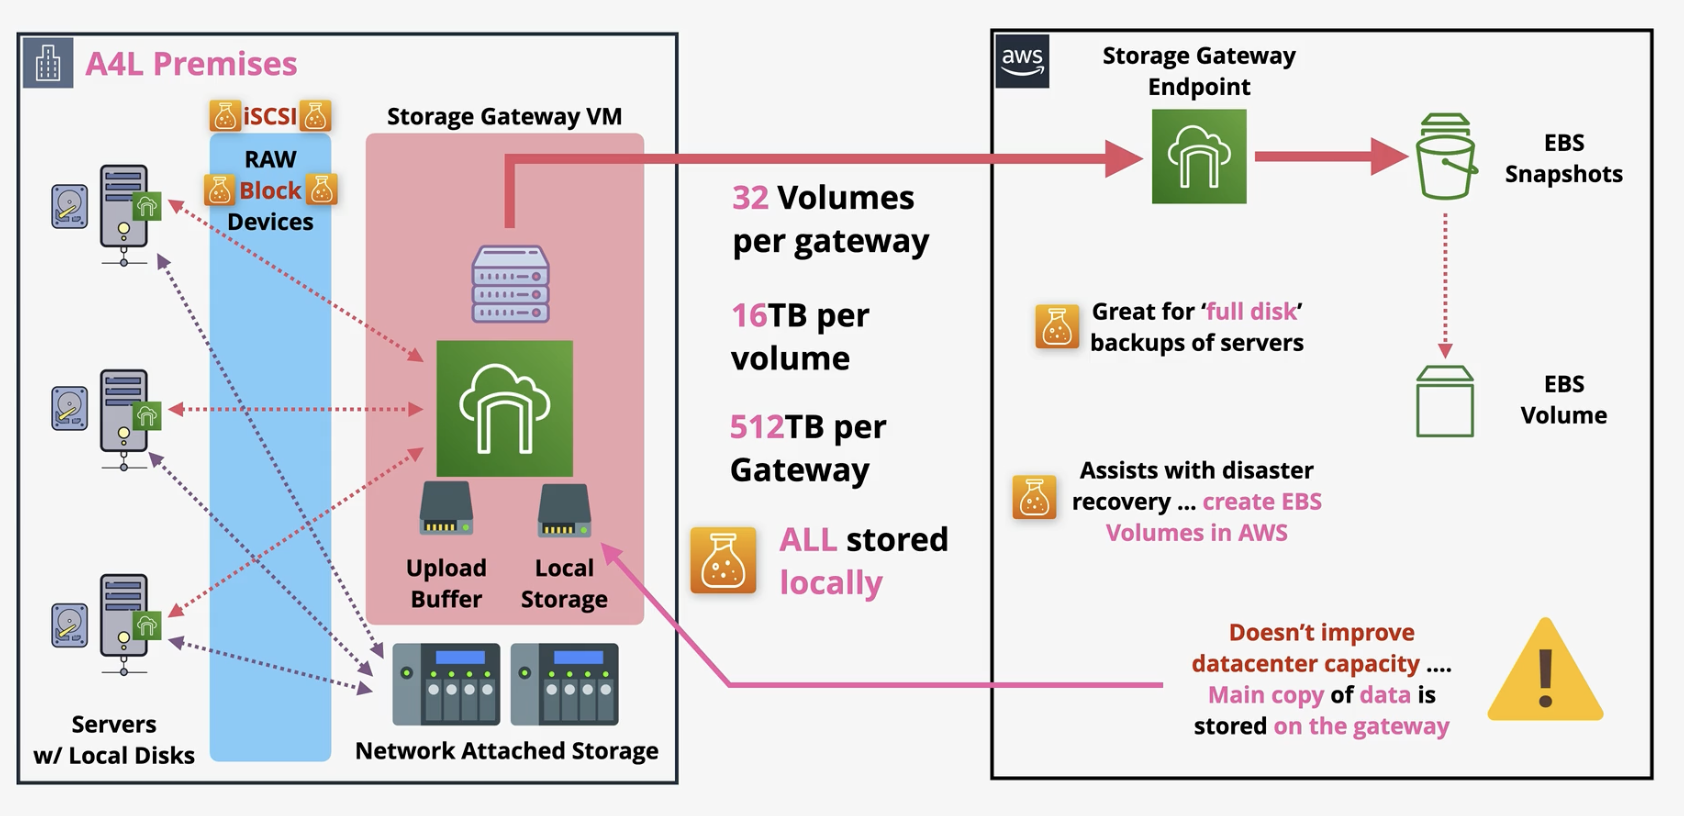 A4L Premises
iSCSI
RAW
Block
Devices
Storage Gateway VM
Upload
Buffer
Local
Storage
Servers
w/ Local Disks
Network Attached Storage
32 Volumes
per gateway
16TB per
volume
512TB per
Gateway
ALL stored
locally
aws
Storage Gateway
Endpoint
EBS
Snapshots
Great for ‘full disk’
backups of servers
EBS
Volume
Assists with disaster
recovery ... create EBS
Volumes in AWS
Doesn’t improve
datacenter capacity ....
Main copy of data is
stored on the gateway
!